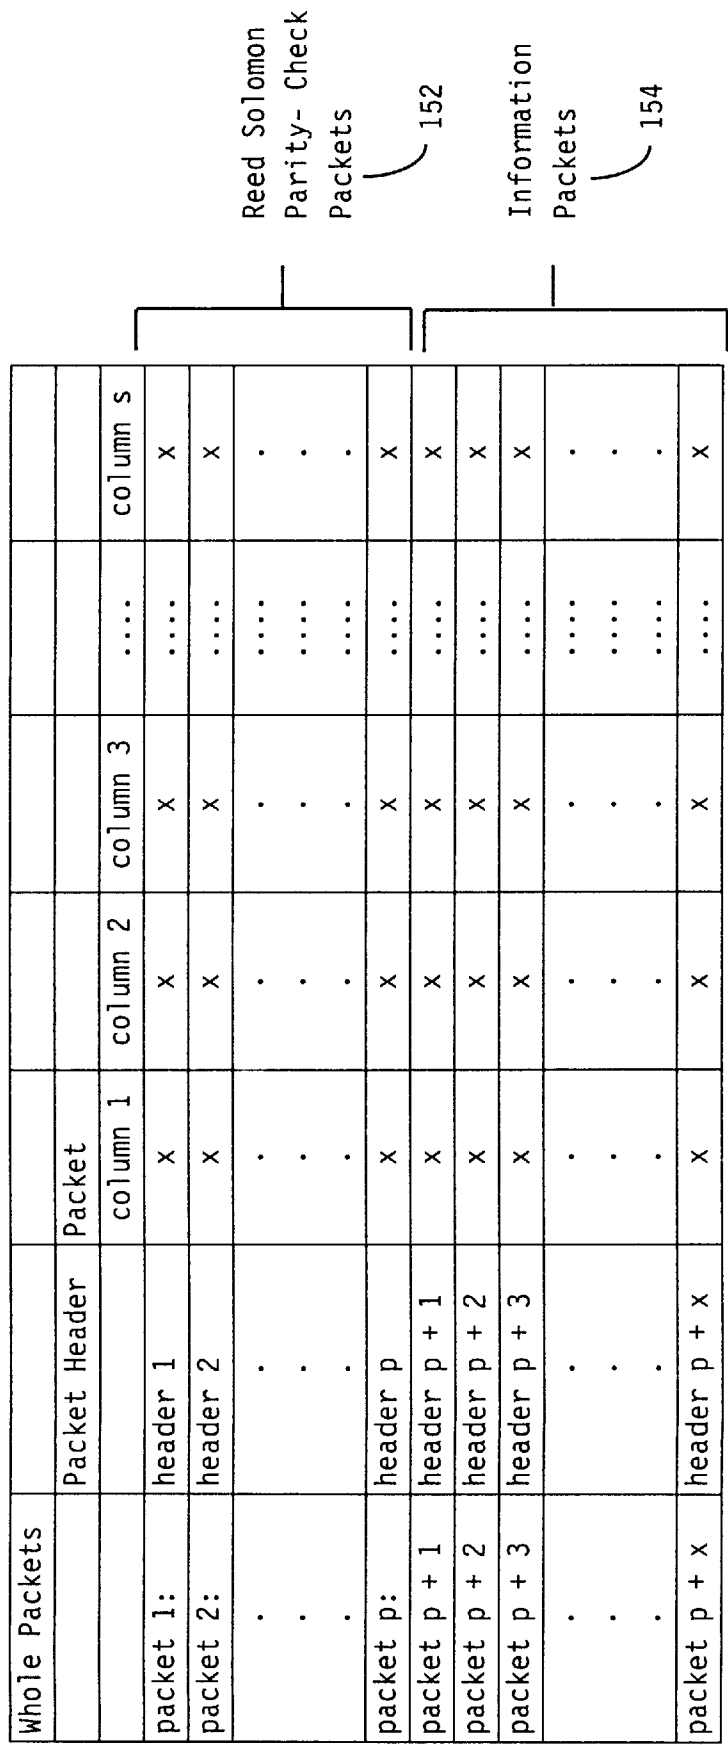 Whole Packets
Packet Header Packet
column 1 column 2 column 3 .... column s
packet 1: header 1 x x x .... x
packet 2: header 2 x x x .... x
. . . . . .... .
. . . . . .... .
. . . . . .... .
packet p: header p x x x .... x
packet p + 1 header p + 1 x x x .... x
packet p + 2 header p + 2 x x x .... x
packet p + 3 header p + 3 x x x .... x
. . . . . .... .
. . . . . .... .
. . . . . .... .
packet p + x header p + x x x x .... x
Reed Solomon
Parity- Check
Packets
152
Information
Packets
154